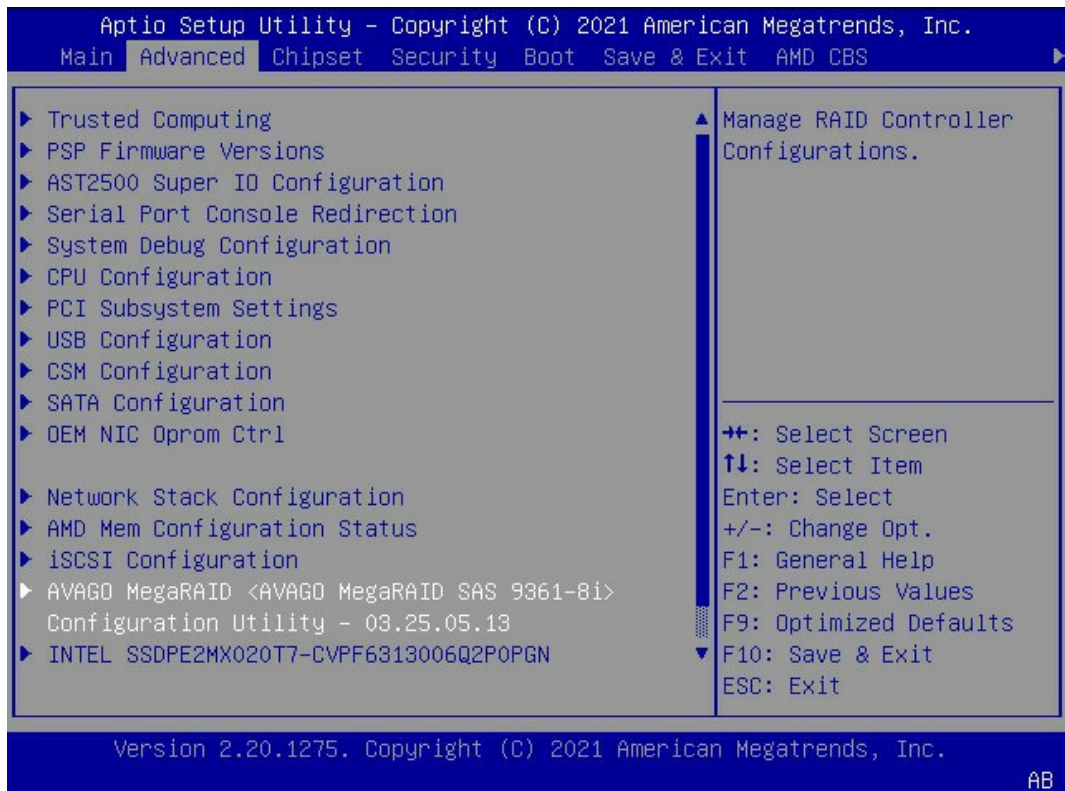 Aptio Setup Utility – Copyright (C) 2021 American Megatrends, Inc.
Main Advanced Chipset Security Boot Save & Exit AMD CBS
Trusted Computing
PSP Firmware Versions
AST2500 Super IO Configuration
Serial Port Console Redirection
System Debug Configuration
CPU Configuration
PCI Subsystem Settings
USB Configuration
CSM Configuration
SATA Configuration
OEM NIC Oprom Ctrl
Network Stack Configuration
AMD Mem Configuration Status
iSCSI Configuration
AVAGO MegaRAID <AVAGO MegaRAID SAS 9361-8i>
Configuration Utility – 03.25.05.13
INTEL SSDPE2MX020T7-CVPF6313006Q2P0PGN
Manage RAID Controller
Configurations.
→←: Select Screen
↑↓: Select Item
Enter: Select
+/-: Change Opt.
F1: General Help
F2: Previous Values
F9: Optimized Defaults
F10: Save & Exit
ESC: Exit
Version 2.20.1275. Copyright (C) 2021 American Megatrends, Inc.
AB